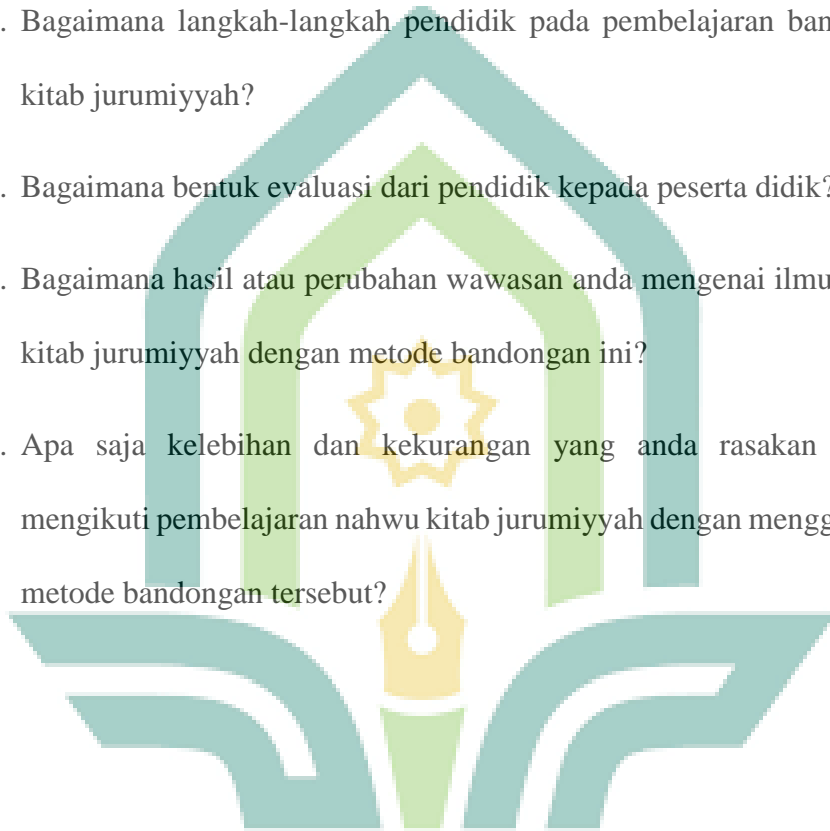 . Bagaimana langkah-langkah pendidik pada pembelajaran ban
kitab jurumiyyah?
. Bagaimana bentuk evaluasi dari pendidik kepada peserta didik?
. Bagaimana hasil atau perubahan wawasan anda mengenai ilmu
kitab jurumiyyah dengan metode bandongan ini?
. Apa saja kelebihan dan kekurangan yang anda rasakan
mengikuti pembelajaran nahwu kitab jurumiyyah dengan mengg
metode bandongan tersebut?